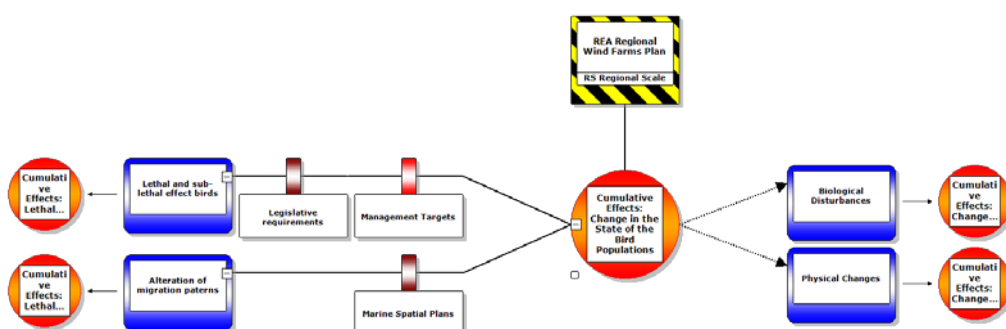 REA Regional
Wind Farms Plan
RS Regional Scale
Cumulati
ve
Effects:
Lethal...
Lethal and sub-
lethal effect birds
Legislative
requirements
Management Targets
Cumulative
Effects:
Change in the
State of the
Bird
Populations
Biological
Disturbances
Cumulati
ve
Effects:
Change...
Cumulati
ve
Effects:
Lethal...
Alteration of
migration paterns
Marine Spatial Plans
Physical Changes
Cumulati
ve
Effects:
Change...